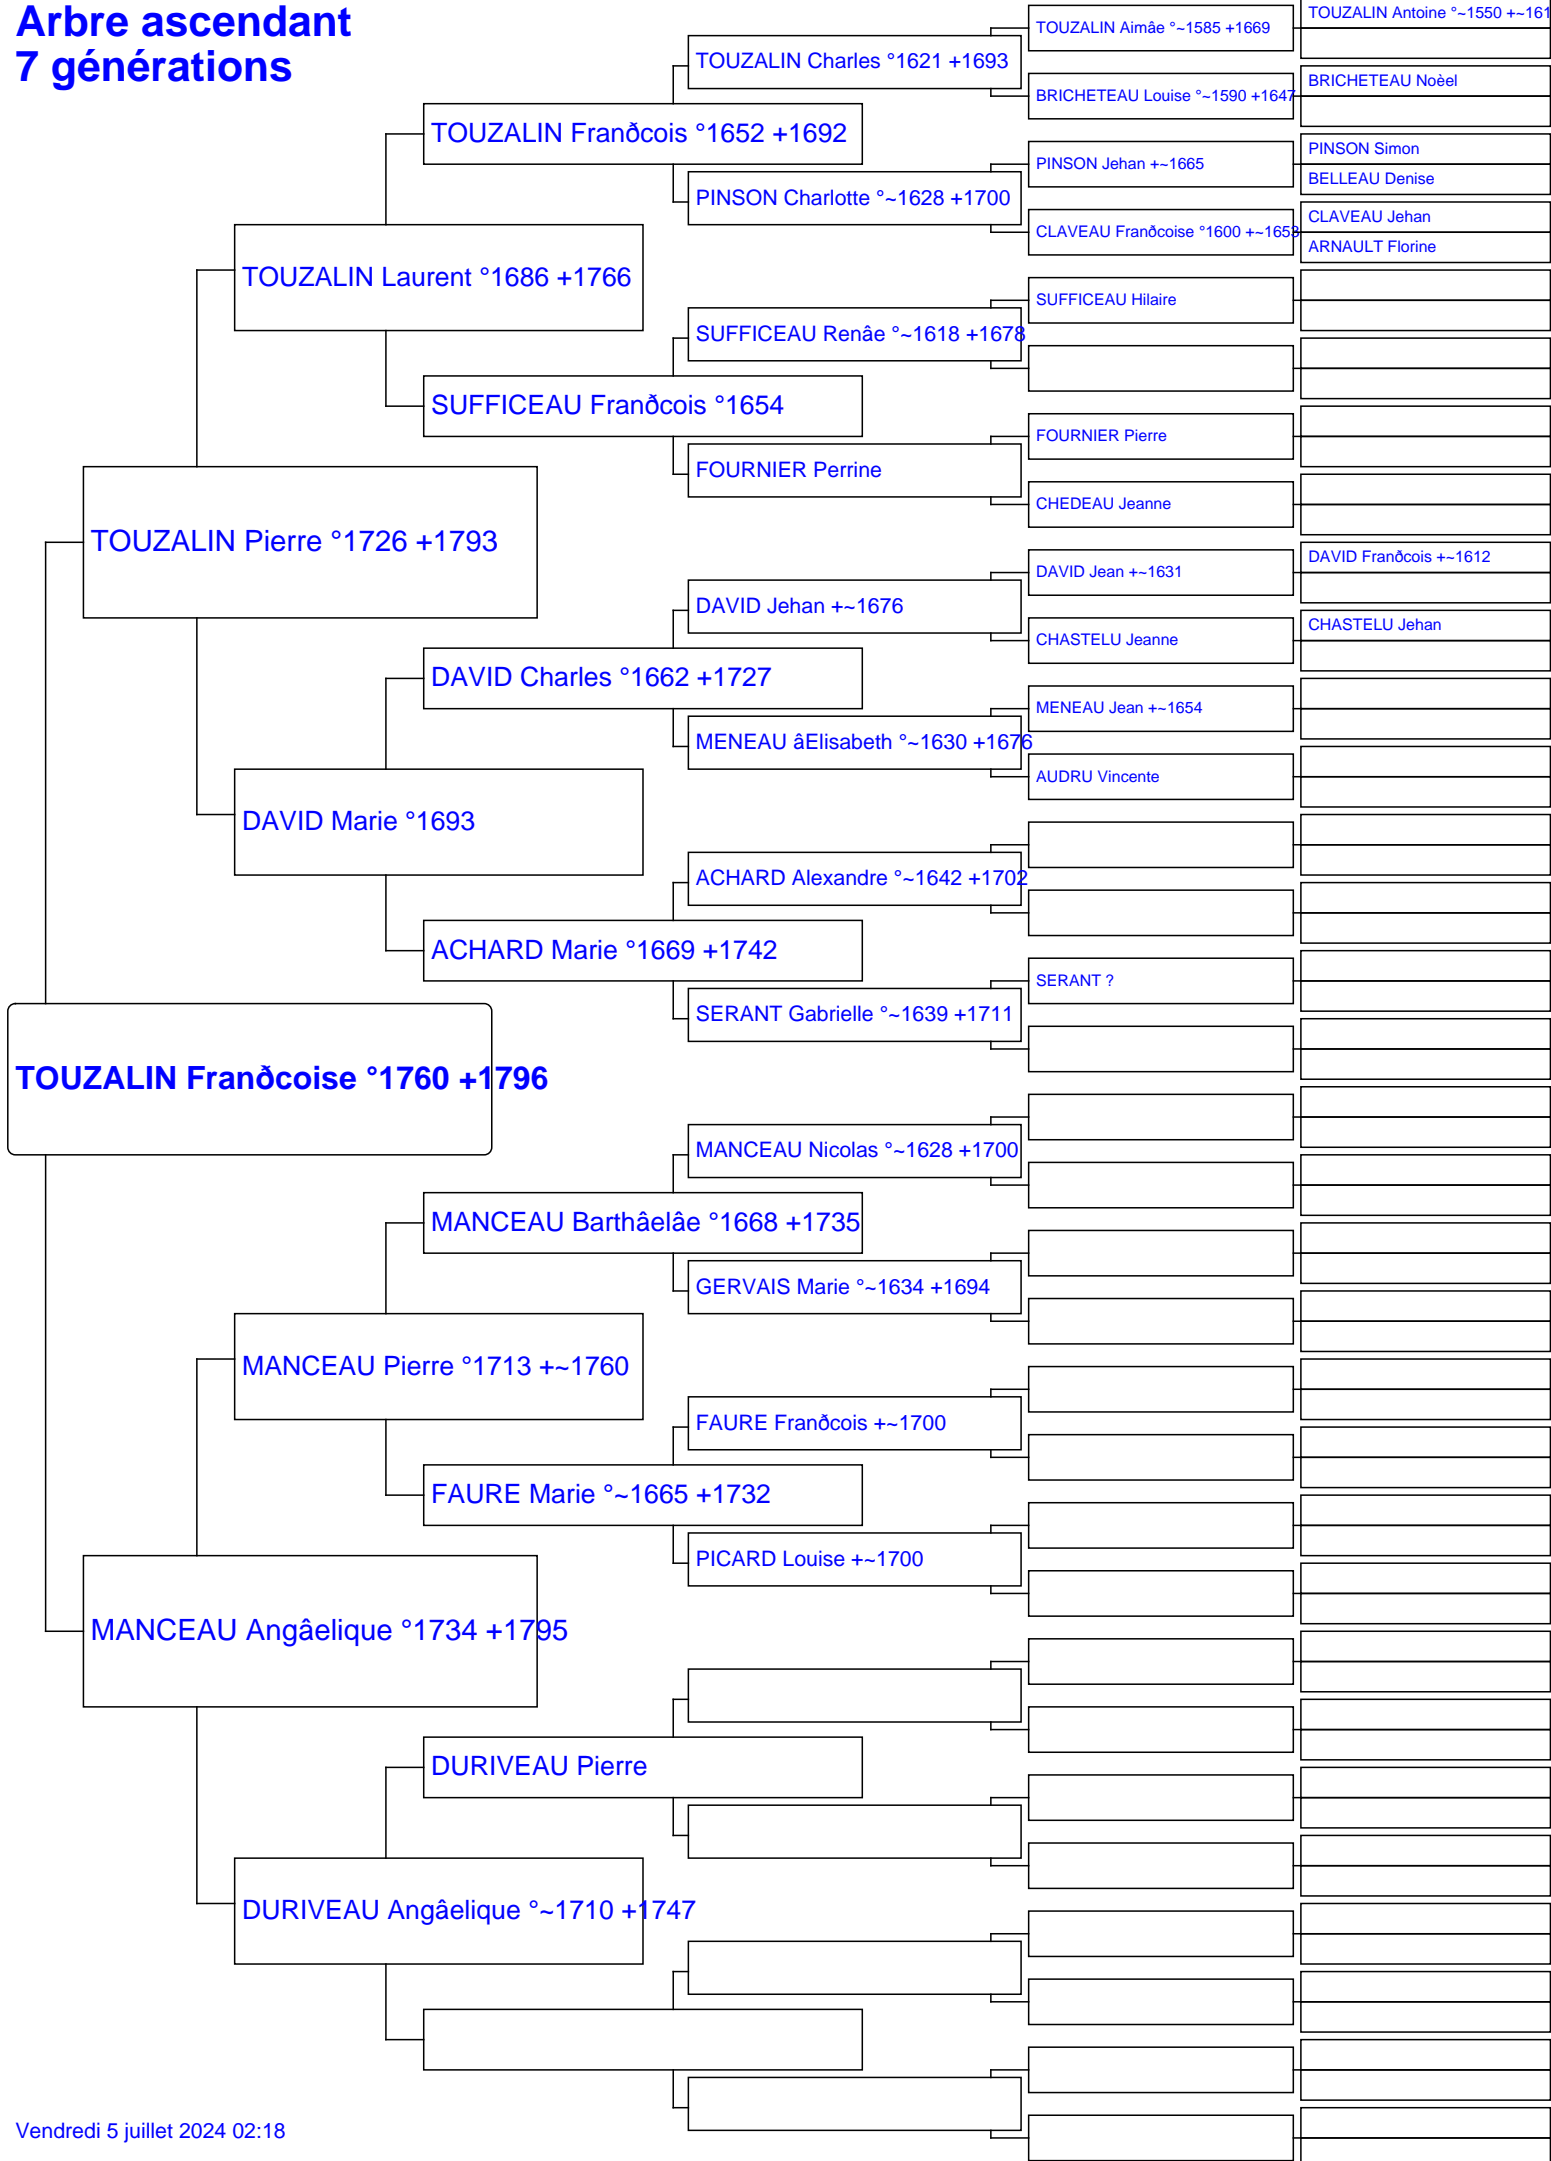 Arbre ascendant
7 générations
TOUZALIN Antoine °~1550 +~161
TOUZALIN Aimâe °~1585 +1669
TOUZALIN Charles °1621 +1693
BRICHETEAU Noèel
BRICHETEAU Louise °~1590 +1647
TOUZALIN Franðcois °1652 +1692
PINSON Simon
PINSON Jehan +~1665
BELLEAU Denise
PINSON Charlotte °~1628 +1700
CLAVEAU Jehan
CLAVEAU Franðcoise °1600 +~1653
ARNAULT Florine
TOUZALIN Laurent °1686 +1766
SUFFICEAU Hilaire
SUFFICEAU Renâe °~1618 +1678
SUFFICEAU Franðcois °1654
FOURNIER Pierre
FOURNIER Perrine
CHEDEAU Jeanne
TOUZALIN Pierre °1726 +1793
DAVID Franðcois +~1612
DAVID Jean +~1631
DAVID Jehan +~1676
CHASTELU Jehan
CHASTELU Jeanne
DAVID Charles °1662 +1727
MENEAU Jean +~1654
MENEAU âElisabeth °~1630 +1676
AUDRU Vincente
DAVID Marie °1693
ACHARD Alexandre °~1642 +1702
ACHARD Marie °1669 +1742
SERANT ?
SERANT Gabrielle °~1639 +1711
TOUZALIN Franðcoise °1760 +1796
MANCEAU Nicolas °~1628 +1700
MANCEAU Barthâelâe °1668 +1735
GERVAIS Marie °~1634 +1694
MANCEAU Pierre °1713 +~1760
FAURE Franðcois +~1700
FAURE Marie °~1665 +1732
PICARD Louise +~1700
MANCEAU Angâelique °1734 +1795
DURIVEAU Pierre
DURIVEAU Angâelique °~1710 +1747
Vendredi 5 juillet 2024 02:18